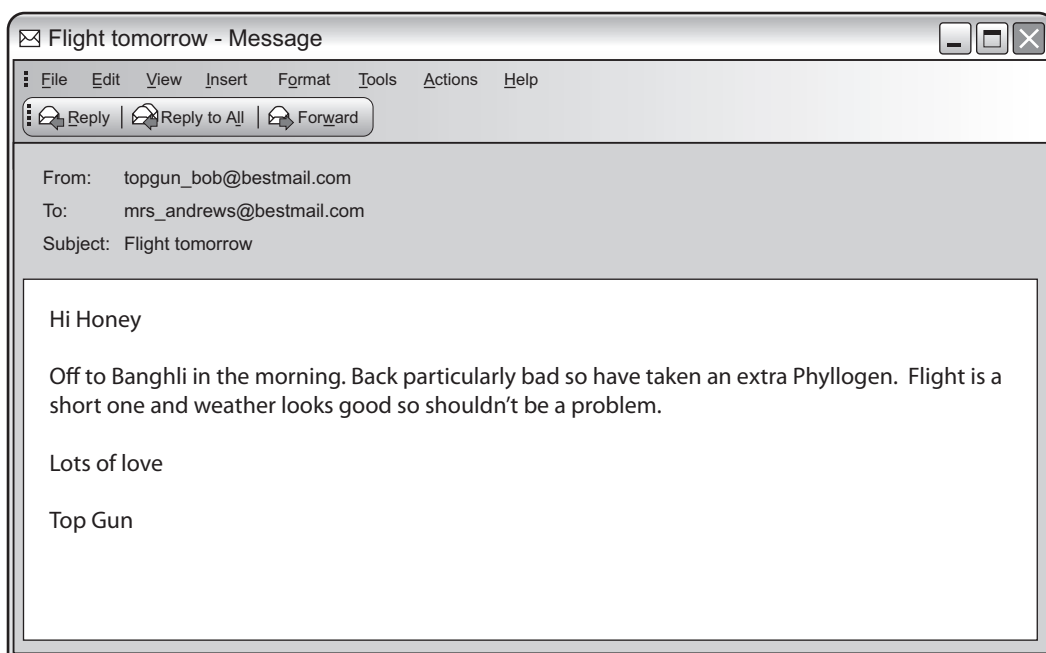 Flight tomorrow - Message
File Edit View Insert Format Tools Actions Help
Reply Reply to All Forward
From: topgun_bob@bestmail.com
To: mrs_andrews@bestmail.com
Subject: Flight tomorrow
Hi Honey
Off to Banghli in the morning. Back particularly bad so have taken an extra Phyllogen. Flight is a
short one and weather looks good so shouldn’t be a problem.
Lots of love
Top Gun